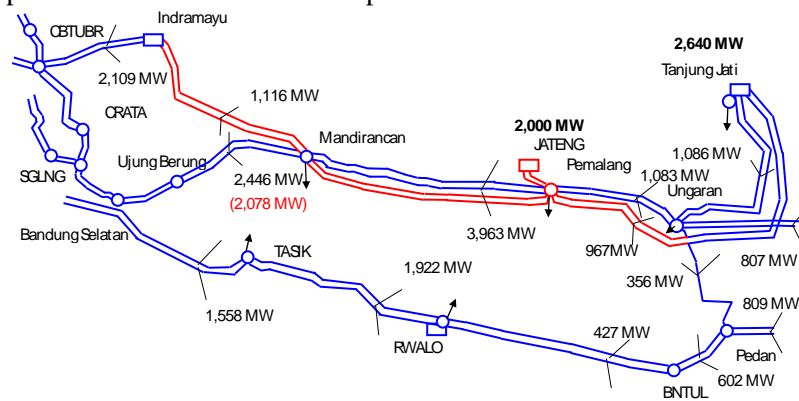 Indramayu
CBTUBR
2,640 MW
Tanjung Jati
2,109 MW
1,116 MW
CRATA
2,000 MW
JATENG
Mandirancan
Pemalang
1,086 MW
Ujung Berung
1,083 MW
SGLNG
2,446 MW
Ungaran
(2,078 MW)
3,963 MW
967MW
Bandung Selatan
TASIK
807 MW
1,922 MW
356 MW
1,558 MW
809 MW
427 MW
RWALO
Pedan
602 MW
BNTUL